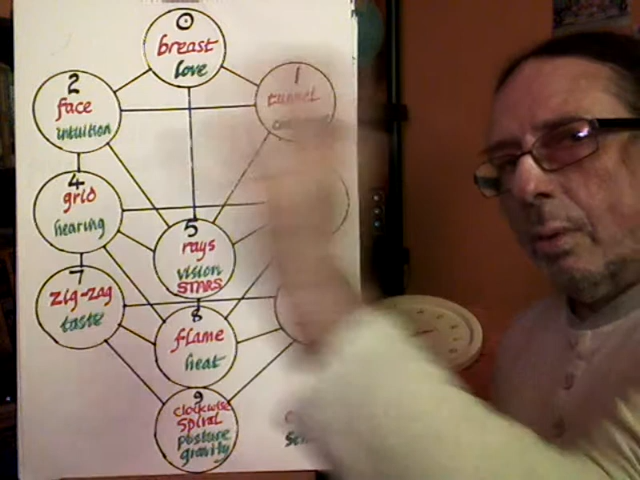 0
breast
love
2
face
intuition
1
tunnel
4
grid
hearing
5
rays
vision
STARS
7
zig-zag
taste
8
flame
heat
9
clockwise
spiral
posture
gravity